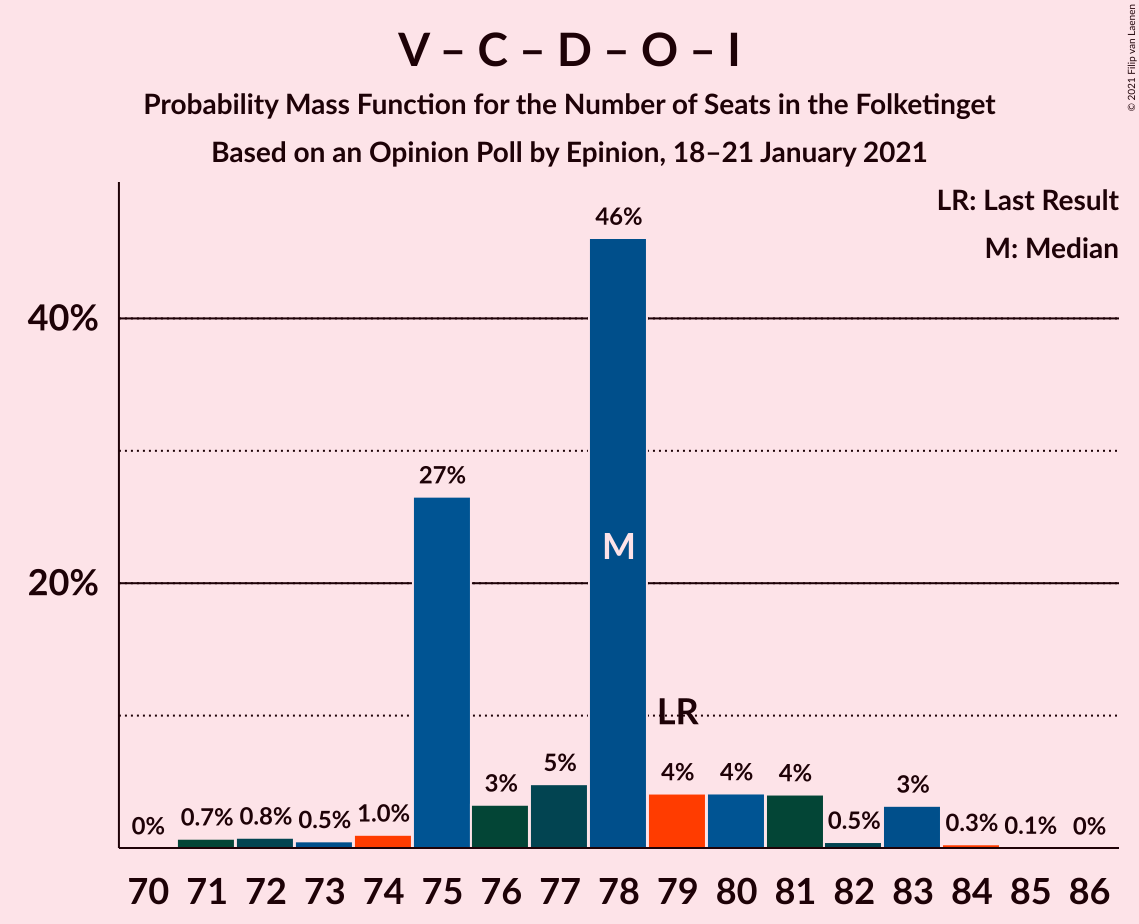 V – C – D – O – I
Probability Mass Function for the Number of Seats in the Folketinget
Based on an Opinion Poll by Epinion, 18–21 January 2021
© 2021 Filip van Laenen
LR: Last Result
M: Median
40%
20%
0% 0.7% 0.8% 0.5% 1.0% 27% 3% 5% 46% 4% 4% 4% 0.5% 3% 0.3% 0.1% 0%
M
LR
70 71 72 73 74 75 76 77 78 79 80 81 82 83 84 85 86